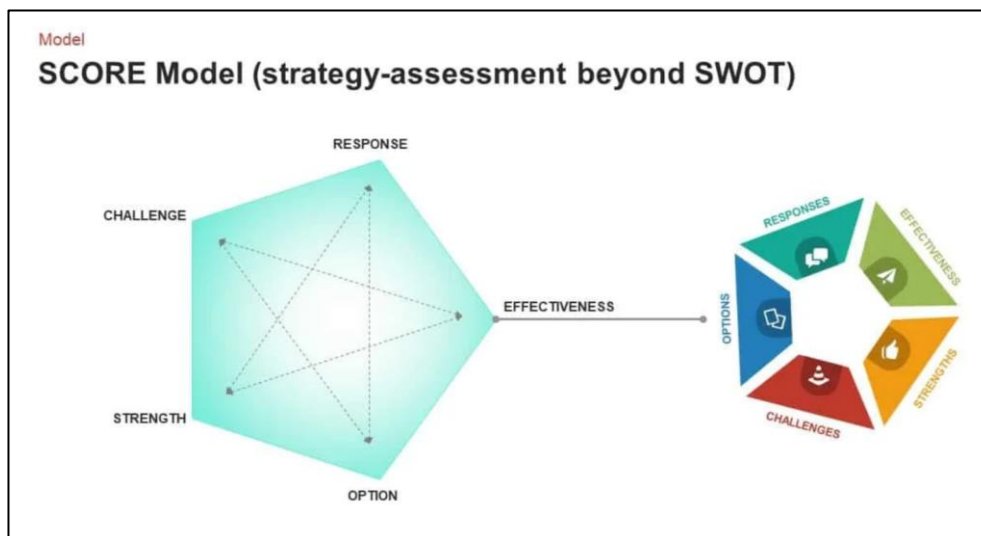 Model
SCORE Model (strategy-assessment beyond SWOT)
RESPONSE
CHALLENGE
EFFECTIVENESS
STRENGTH
OPTION
RESPONSES
EFFECTIVENESS
OPTIONS
STRENGTHS
CHALLENGES